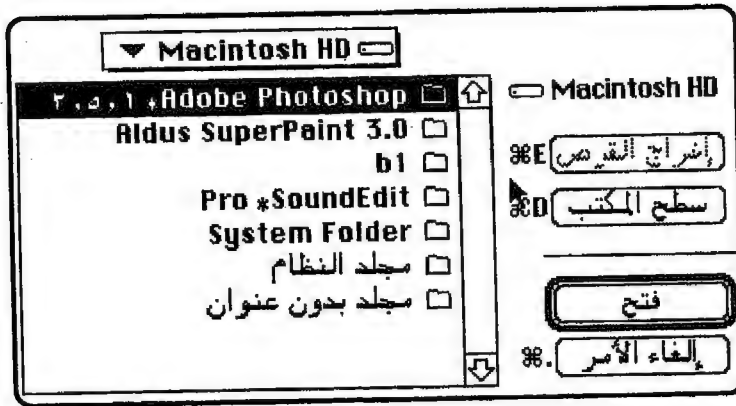 Macintosh HD
Adobe Photoshop* ٢.٥.١
Aldus SuperPaint 3.0
b1
SoundEdit* Pro
System Folder
مجلد النظام
مجلد بدون عنوان
Macintosh HD
إخراج القرص ⌘E
سطح المكتب ⌘D
فتح
إلغاء الأمر ⌘.